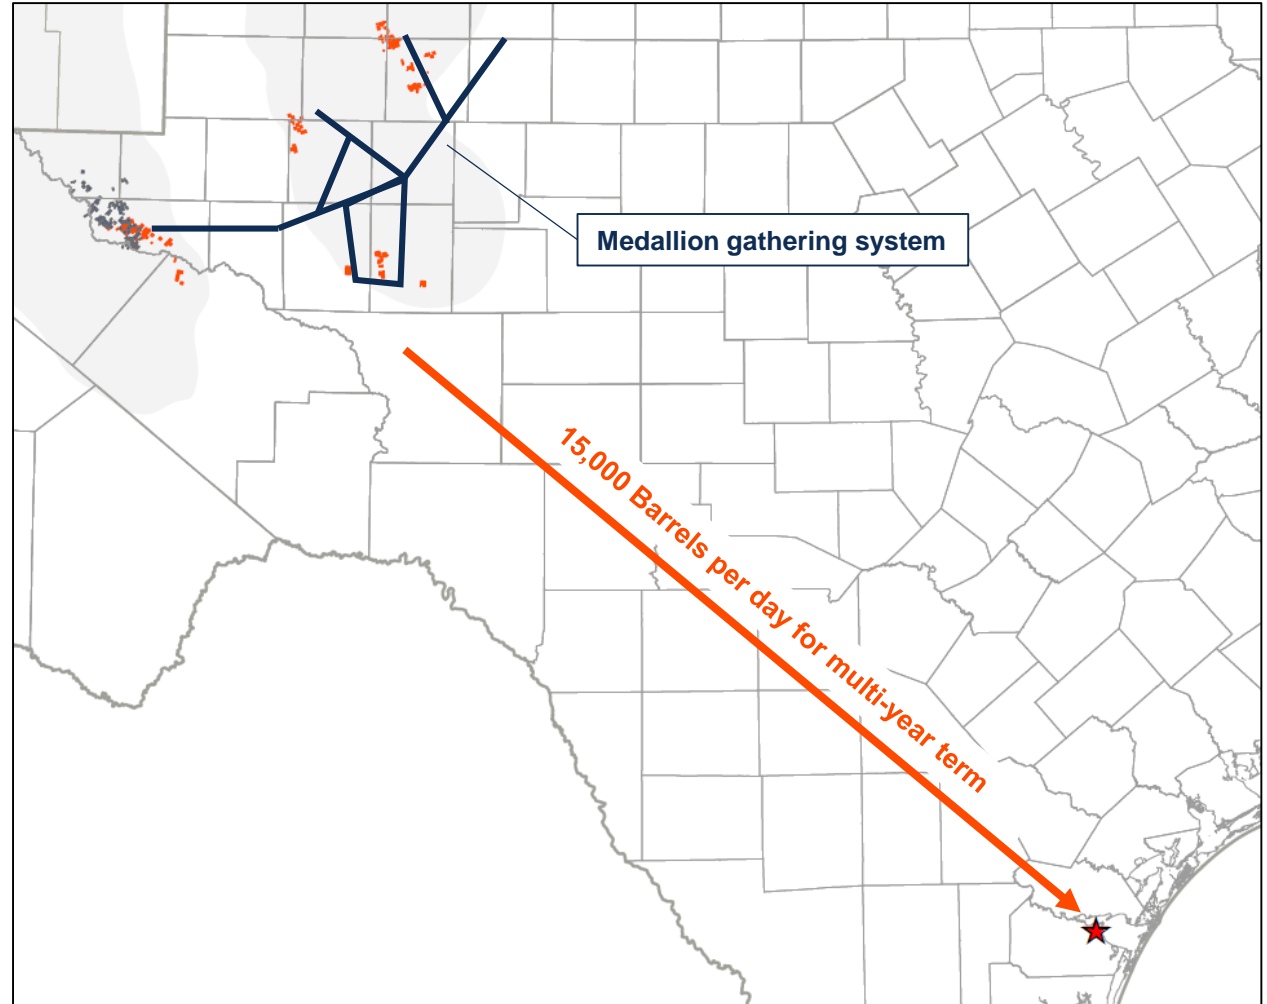 Medallion gathering system
15,000 Barrels per day for multi-year term